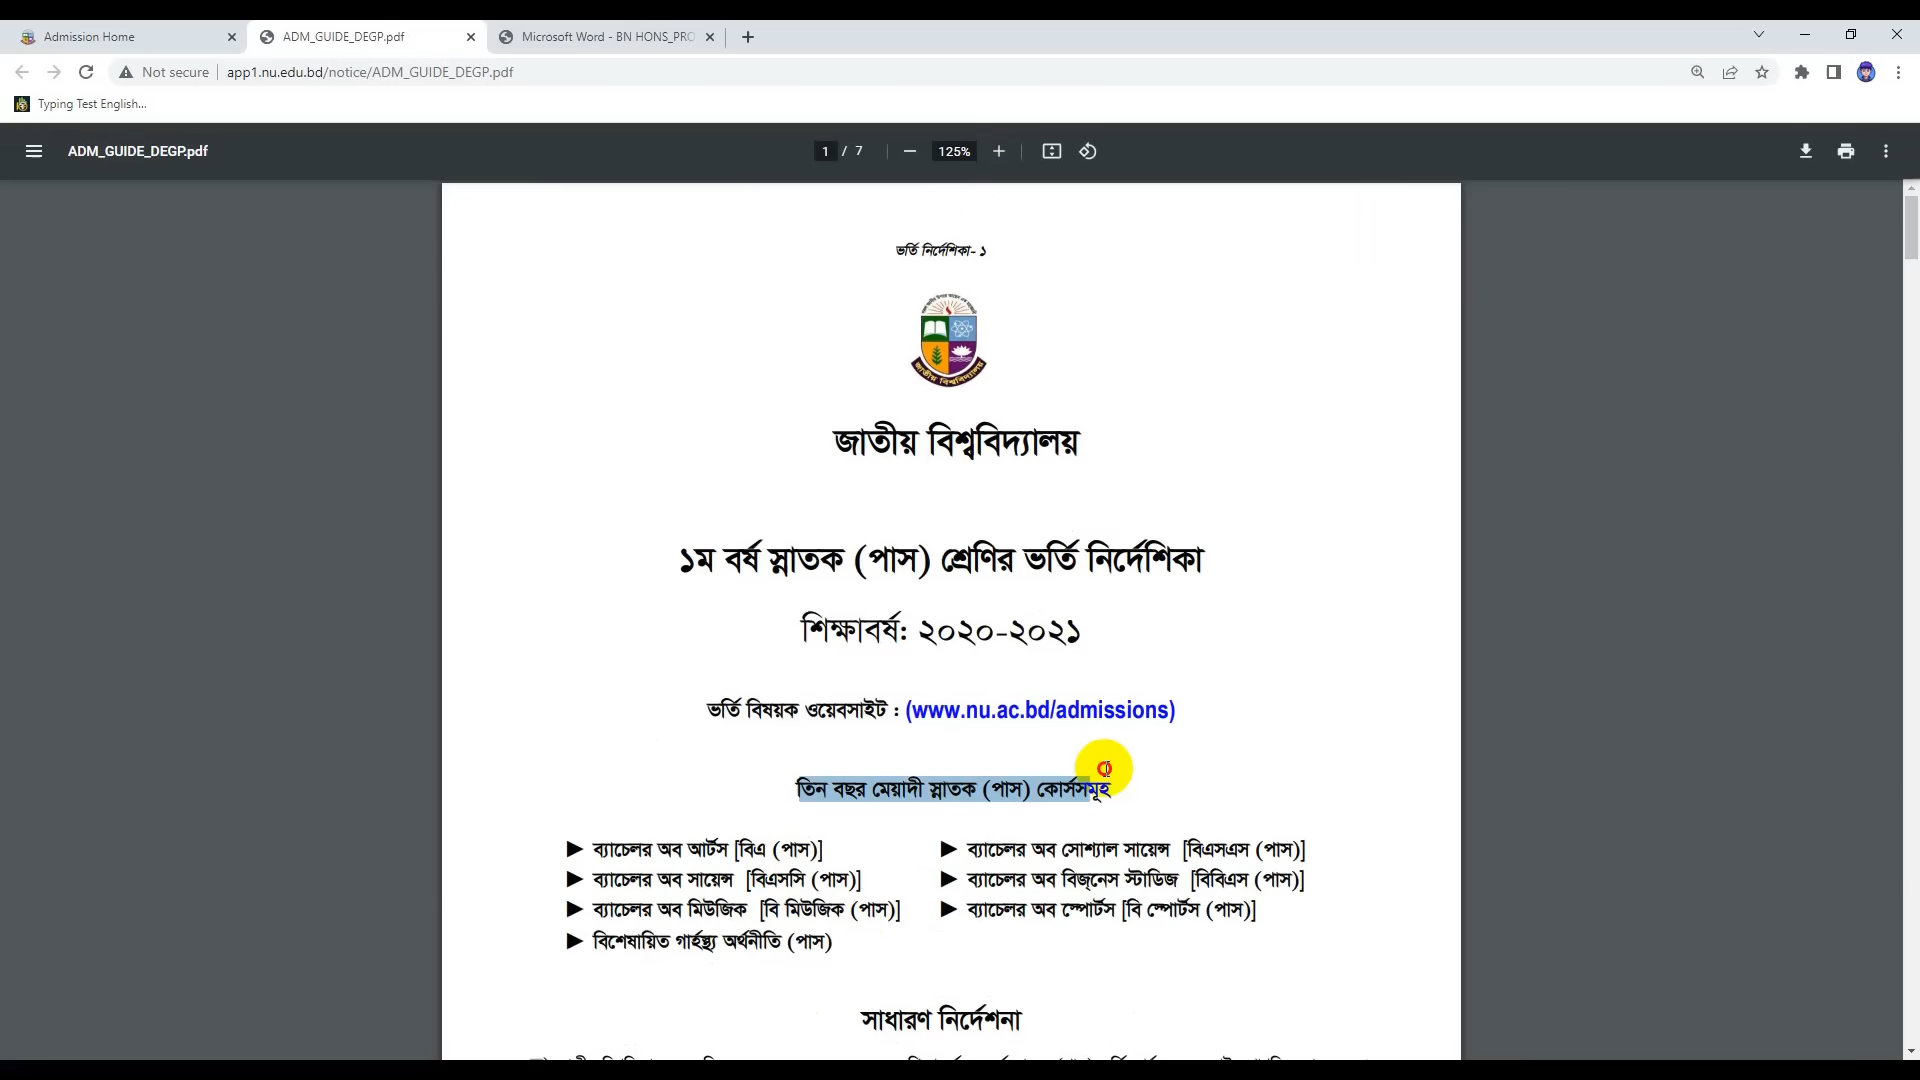 Admission Home
ADM_GUIDE_DEGP.pdf
Microsoft Word - BN HONS_PRO
Not secure
app1.nu.edu.bd/notice/ADM_GUIDE_DEGP.pdf
Typing Test English...
ADM_GUIDE_DEGP.pdf
1 / 7
125%
ভর্তি নির্দেশিকা- ১
জাতীয় বিশ্ববিদ্যালয়
জাতীয় বিশ্ববিদ্যালয়
১ম বর্ষ স্নাতক (পাস) শ্রেণির ভর্তি নির্দেশিকা
শিক্ষাবর্ষ: ২০২০-২০২১
ভর্তি বিষয়ক ওয়েবসাইট : (www.nu.ac.bd/admissions)
তিন বছর মেয়াদী স্নাতক (পাস) কোর্সসমূহ
► ব্যাচেলর অব আর্টস [বিএ (পাস)]
► ব্যাচেলর অব সোশ্যাল সায়েন্স [বিএসএস (পাস)]
► ব্যাচেলর অব সায়েন্স [বিএসসি (পাস)]
► ব্যাচেলর অব বিজ্‌নেস স্টাডিজ [বিবিএস (পাস)]
► ব্যাচেলর অব মিউজিক [বি মিউজিক (পাস)]
► ব্যাচেলর অব স্পোর্টস [বি স্পোর্টস (পাস)]
► বিশেষায়িত গার্হস্থ্য অর্থনীতি (পাস)
সাধারণ নির্দেশনা